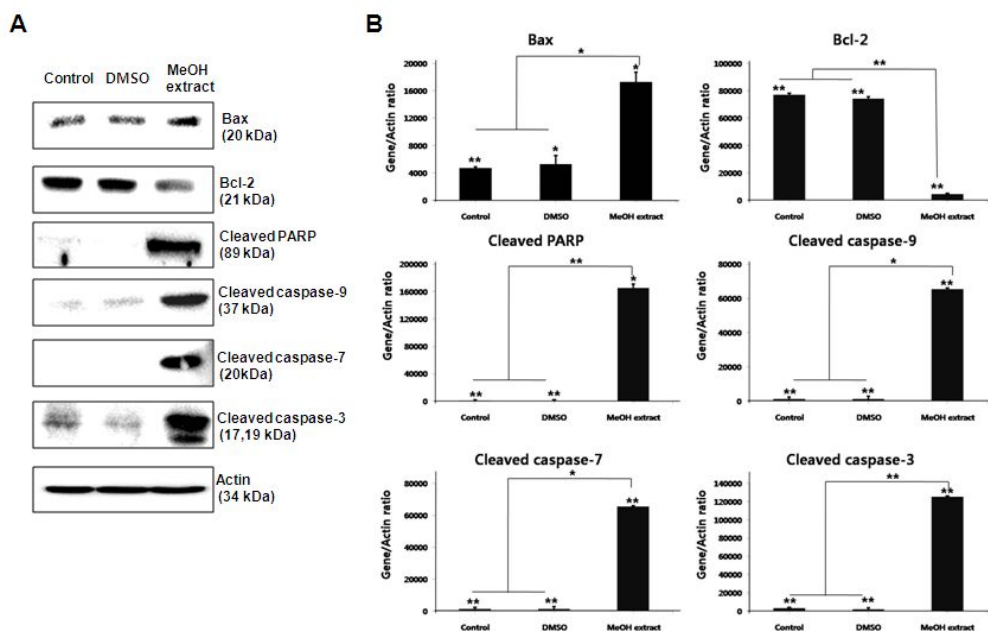 A
Control DMSO MeOH
extract
Bax
(20 kDa)
Bcl-2
(21 kDa)
Cleaved PARP
(89 kDa)
Cleaved caspase-9
(37 kDa)
Cleaved caspase-7
(20kDa)
Cleaved caspase-3
(17,19 kDa)
Actin
(34 kDa)
B
Bax
*
Gene/Actin ratio
20000
16000
12000
8000
4000
0
**
*
*
Control DMSO MeOH extract
Bcl-2
**
Gene/Actin ratio
100000
80000
60000
40000
20000
0
**
**
**
Control DMSO MeOH extract
Cleaved PARP
**
Gene/Actin ratio
200000
160000
120000
80000
40000
0
**
**
*
Control DMSO MeOH extract
Cleaved caspase-9
*
Gene/Actin ratio
80000
60000
40000
20000
0
**
**
**
Control DMSO MeOH extract
Cleaved caspase-7
*
Gene/Actin ratio
80000
60000
40000
20000
0
**
**
**
Control DMSO MeOH extract
Cleaved caspase-3
**
Gene/Actin ratio
140000
120000
100000
80000
60000
40000
20000
0
**
**
**
Control DMSO MeOH extract